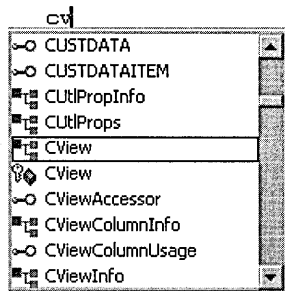 cv
CUSTDATA
CUSTDATAITEM
CUtlPropInfo
CUtlProps
CView
CView
CViewAccessor
CViewColumnInfo
CViewColumnUsage
CViewInfo